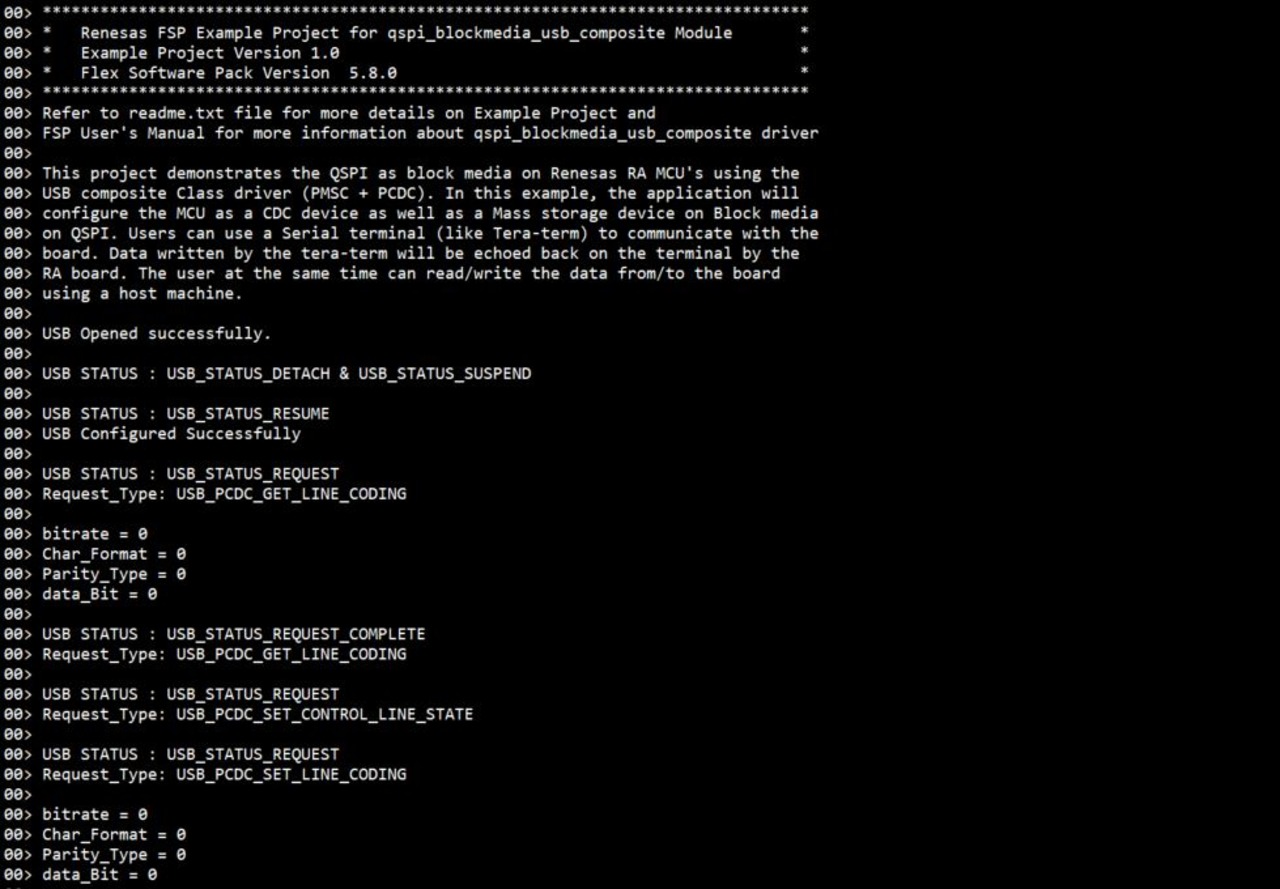 00> ********************************************************************************
00> *   Renesas FSP Example Project for qspi_blockmedia_usb_composite Module       *
00> *   Example Project Version 1.0                                                *
00> *   Flex Software Pack Version  5.8.0                                          *
00> ********************************************************************************
00> Refer to readme.txt file for more details on Example Project and
00> FSP User's Manual for more information about qspi_blockmedia_usb_composite driver
00>
00> This project demonstrates the QSPI as block media on Renesas RA MCU's using the
00> USB composite Class driver (PMSC + PCDC). In this example, the application will
00> configure the MCU as a CDC device as well as a Mass storage device on Block media
00> on QSPI. Users can use a Serial terminal (like Tera-term) to communicate with the
00> board. Data written by the tera-term will be echoed back on the terminal by the
00> RA board. The user at the same time can read/write the data from/to the board
00> using a host machine.
00>
00> USB Opened successfully.
00>
00> USB STATUS : USB_STATUS_DETACH & USB_STATUS_SUSPEND
00>
00> USB STATUS : USB_STATUS_RESUME
00> USB Configured Successfully
00>
00> USB STATUS : USB_STATUS_REQUEST
00> Request_Type: USB_PCDC_GET_LINE_CODING
00>
00> bitrate = 0
00> Char_Format = 0
00> Parity_Type = 0
00> data_Bit = 0
00>
00> USB STATUS : USB_STATUS_REQUEST_COMPLETE
00> Request_Type: USB_PCDC_GET_LINE_CODING
00>
00> USB STATUS : USB_STATUS_REQUEST
00> Request_Type: USB_PCDC_SET_CONTROL_LINE_STATE
00>
00> USB STATUS : USB_STATUS_REQUEST
00> Request_Type: USB_PCDC_SET_LINE_CODING
00>
00> bitrate = 0
00> Char_Format = 0
00> Parity_Type = 0
00> data_Bit = 0